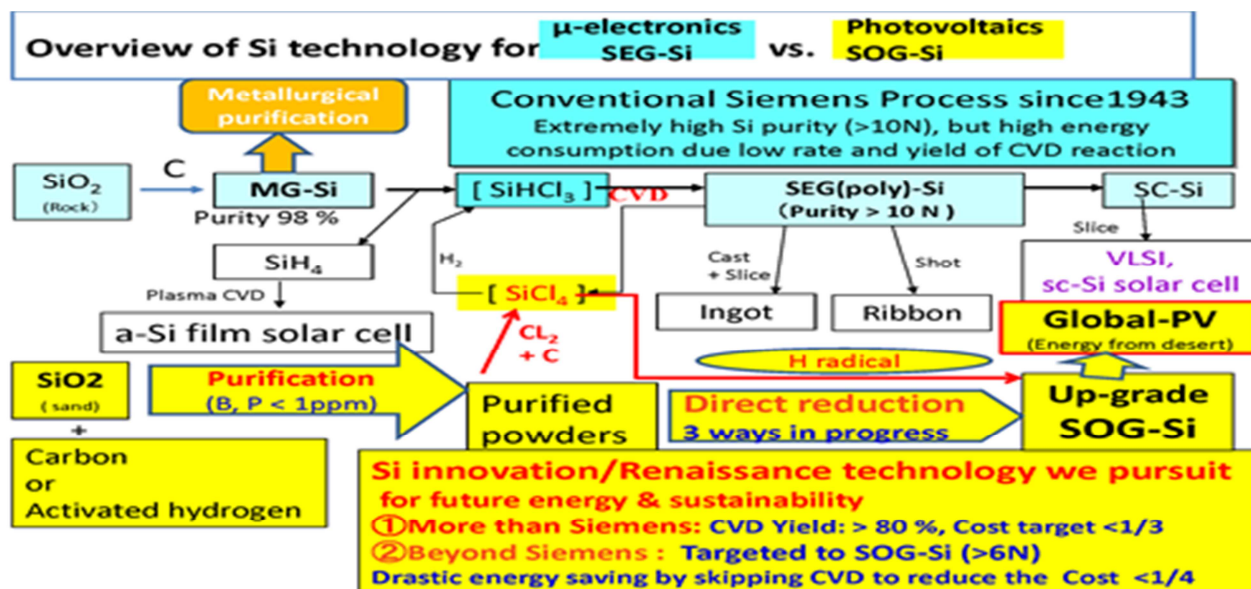 Overview of Si technology for
μ-electronics
SEG-Si
vs.
Photovoltaics
SOG-Si
Metallurgical
purification
Conventional Siemens Process since1943
Extremely high Si purity (>10N), but high energy
consumption due low rate and yield of CVD reaction
SiO2
(Rock)
C
MG-Si
Purity 98 %
[ SiHCl3 ]
CVD
SEG(poly)-Si
(Purity > 10 N )
SC-Si
SiH4
H2
Cast
+ Slice
Shot
Slice
VLSI,
sc-Si solar cell
Plasma CVD
[ SiCl4 ]
Ingot
Ribbon
a-Si film solar cell
CL2
+ C
Global-PV
(Energy from desert)
H radical
SiO2
( sand)
+
Carbon
or
Activated hydrogen
Purification
(B, P < 1ppm)
Purified
powders
Direct reduction
3 ways in progress
Up-grade
SOG-Si
Si innovation/Renaissance technology we pursuit
for future energy & sustainability
①More than Siemens: CVD Yield: > 80 %, Cost target <1/3
②Beyond Siemens : Targeted to SOG-Si (>6N)
Drastic energy saving by skipping CVD to reduce the Cost <1/4